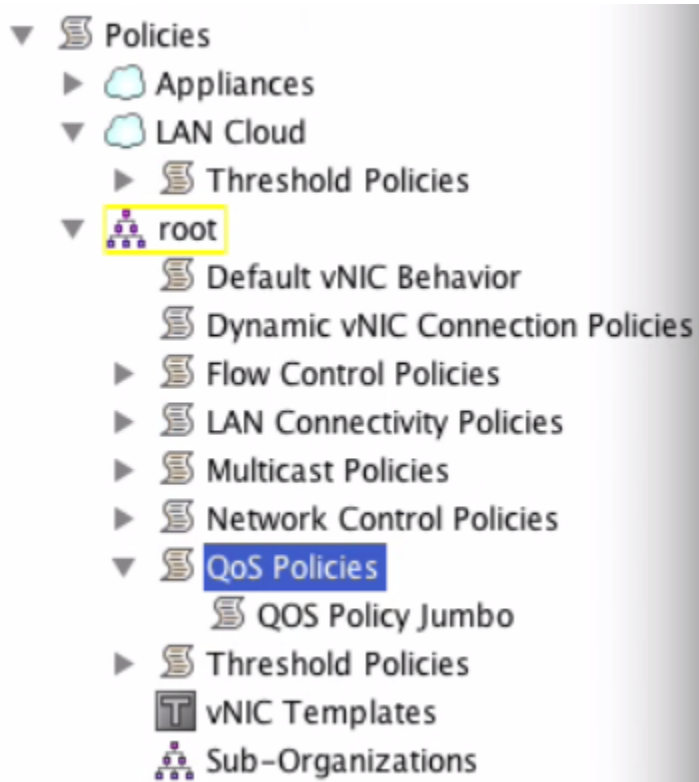 Policies
Appliances
LAN Cloud
Threshold Policies
root
Default vNIC Behavior
Dynamic vNIC Connection Policies
Flow Control Policies
LAN Connectivity Policies
Multicast Policies
Network Control Policies
QoS Policies
QOS Policy Jumbo
Threshold Policies
T vNIC Templates
Sub-Organizations